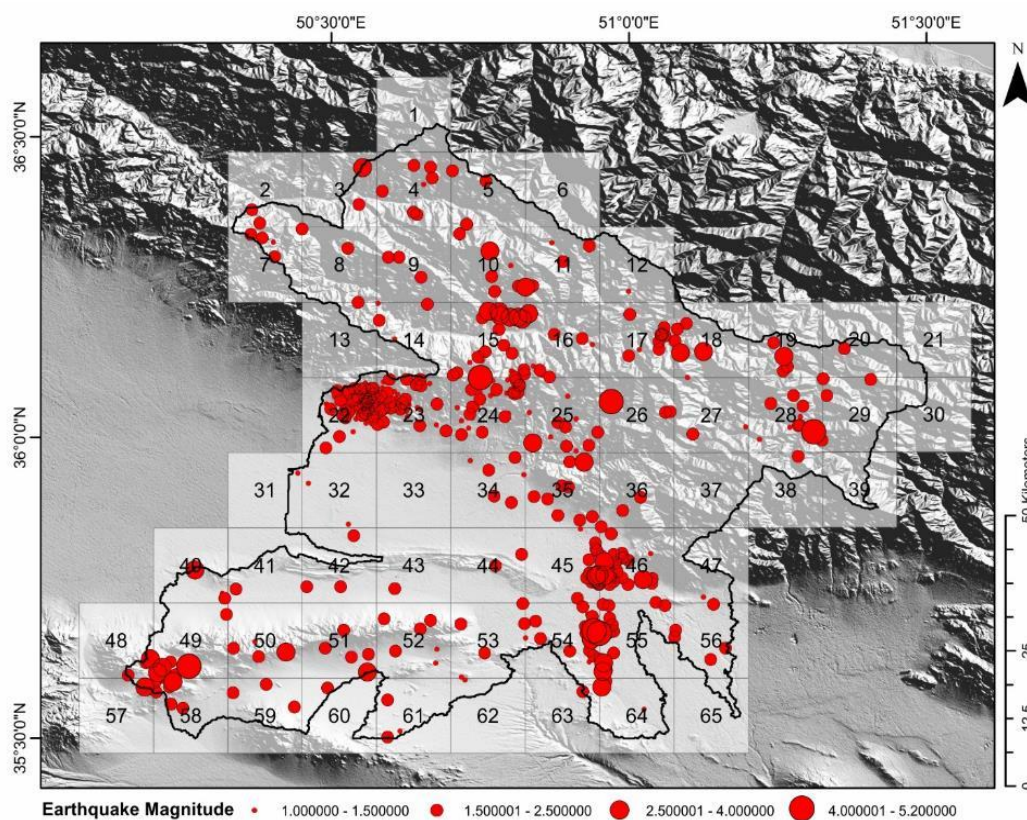 50°30'0"E 51°0'0"E 51°30'0"E
N
36°30'0"N
1
2 3 4 5 6
7 8 9 10 11 12
13 14 15 16 17 18 19 20 21
36°0'0"N
22 23 24 25 26 27 28 29 30
31 32 33 34 35 36 37 38 39
40 41 42 43 44 45 46 47
48 49 50 51 52 53 54 55 56
57 58 59 60 61 62 63 64 65
35°30'0"N
50 Kilometers
25
12.5
0
Earthquake Magnitude 1.000000 - 1.500000 1.500001 - 2.500000 2.500001 - 4.000000 4.000001 - 5.200000